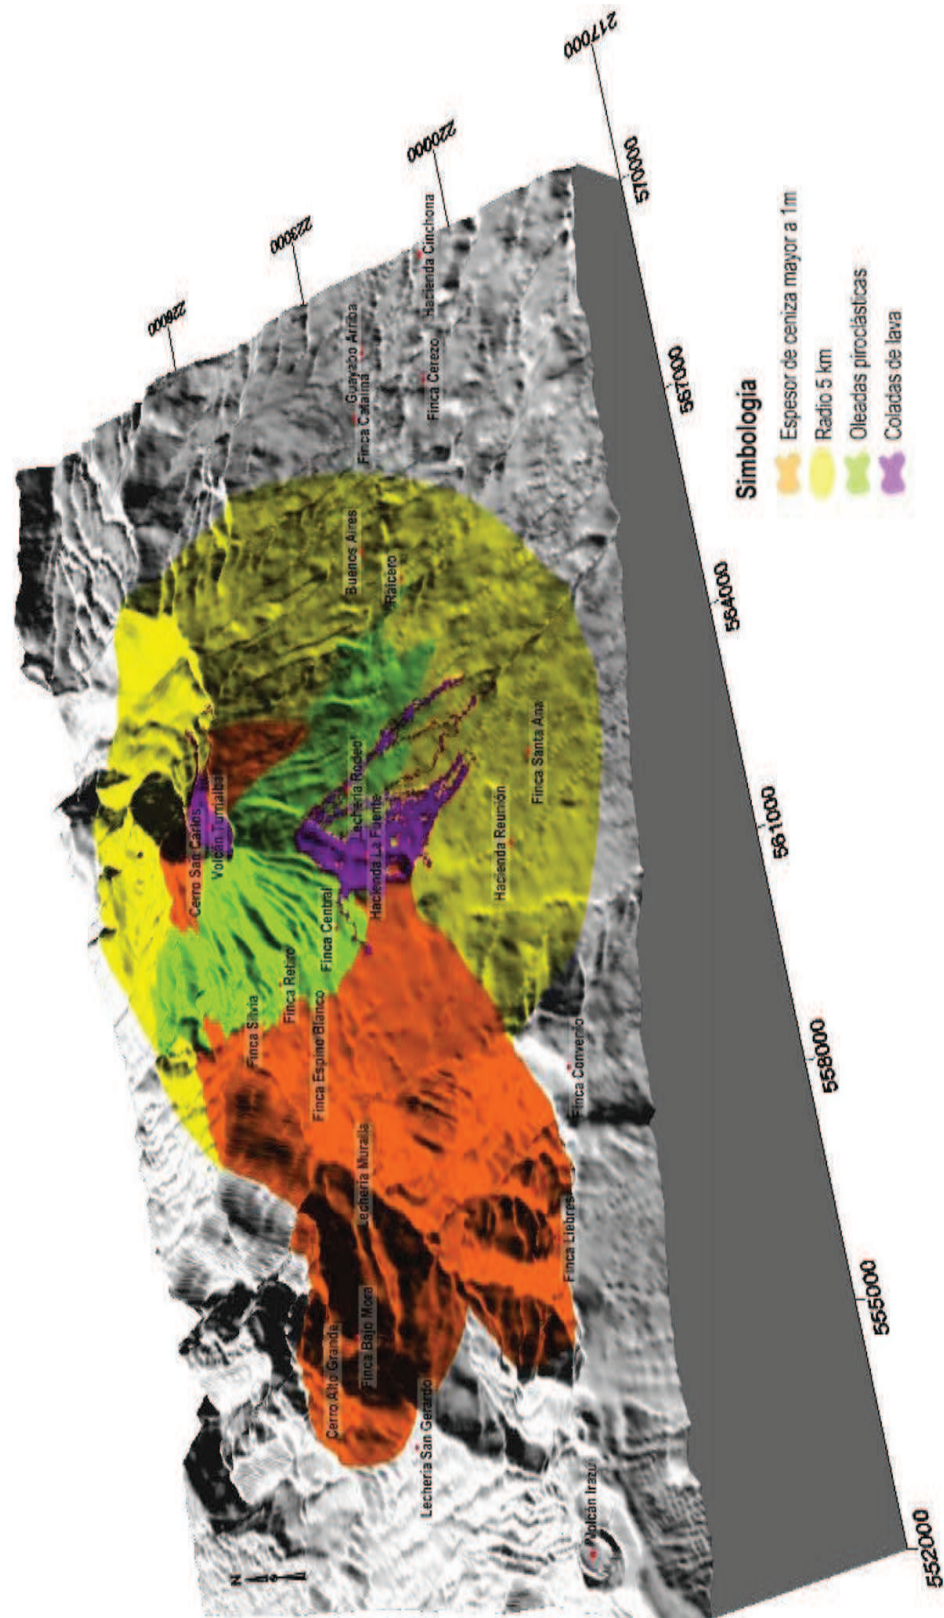 N
Cerro San Carlos
Volcán Turrialba
Finca Silvia
Finca Retiro
Finca Central
Finca Espino Blanco
Lechería Rodeo
Hacienda La Fuente
Buenos Aires
Raicero
Finca Catalina
Guayabo Arriba
Finca Cerezo
Hacienda Cinchona
Cerro Alto Grande
Finca Bajo Mora
Lechería Muralla
Lechería San Gerardo
Hacienda Reunión
Finca Santa Ana
Finca Convento
Finca Liebres
Volcán Irazú
552000
555000
558000
561000
564000
567000
570000
217000
220000
223000
226000
Simbología
Espesor de ceniza mayor a 1m
Radio 5 km
Oleadas piroclásticas
Coladas de lava